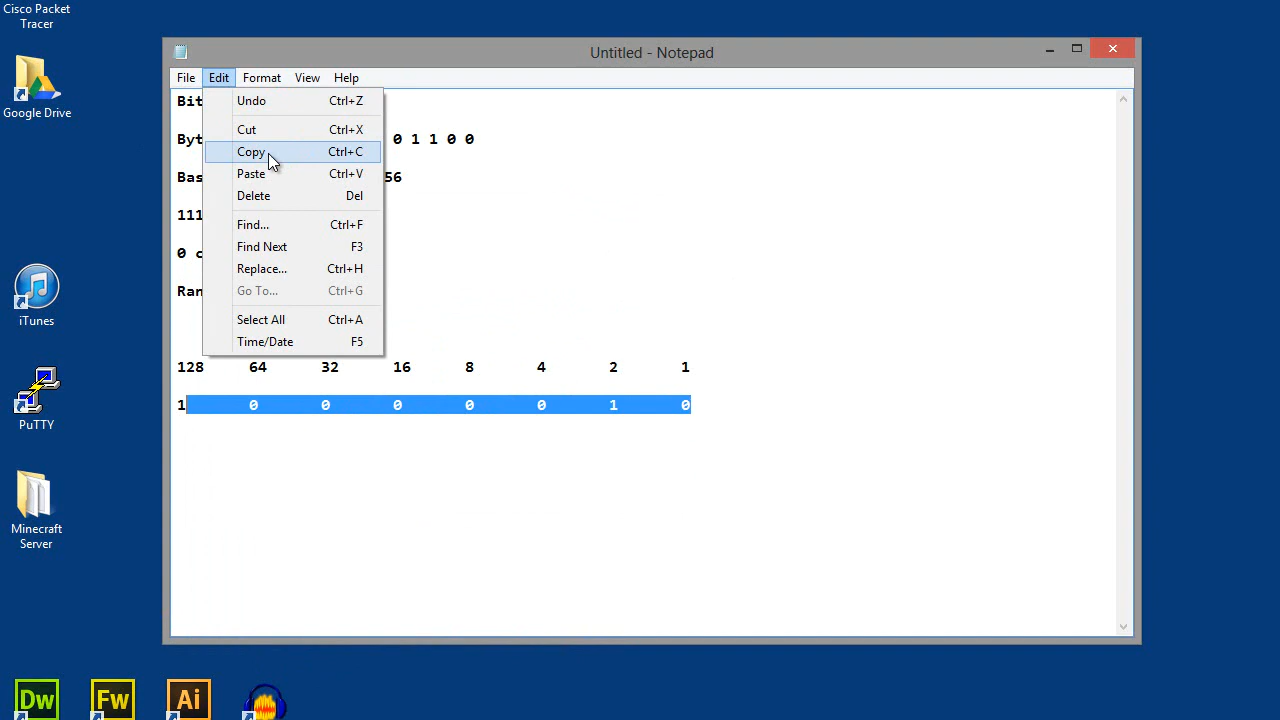 Cisco Packet
Tracer
Google Drive
iTunes
PuTTY
Minecraft
Server
Dw
Fw
Ai
Untitled - Notepad
File Edit Format View Help
Undo Ctrl+Z
Cut Ctrl+X
Copy Ctrl+C
Paste Ctrl+V
Delete Del
Find... Ctrl+F
Find Next F3
Replace... Ctrl+H
Go To... Ctrl+G
Select All Ctrl+A
Time/Date F5
Bit
Byt 0 1 1 0 0
Bas 56
111
0 c
Ran
128 64 32 16 8 4 2 1
1 0 0 0 0 0 1 0